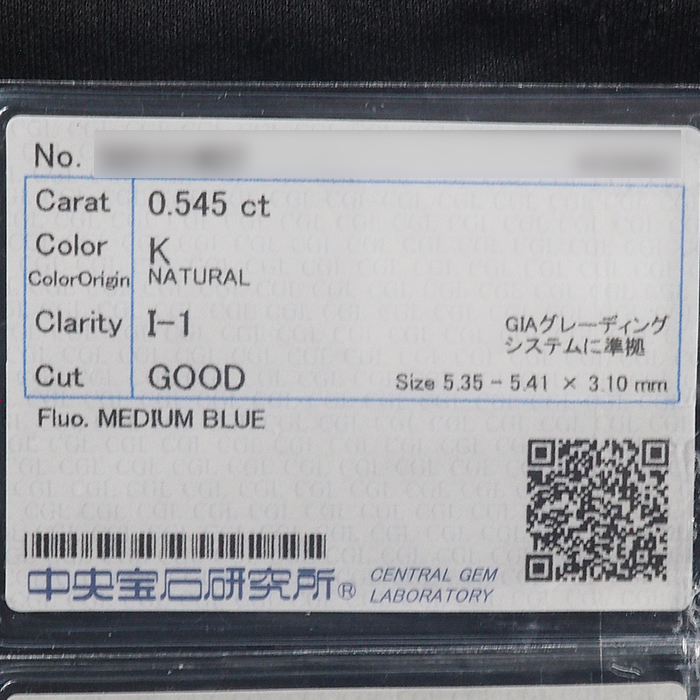 No.
Carat 0.545 ct
Color K
ColorOrigin NATURAL
Clarity I-1
GIAグレーディング
システムに準拠
Cut GOOD
Size 5.35 - 5.41 × 3.10 mm
Fluo. MEDIUM BLUE
中央宝石研究所® CENTRAL GEM
LABORATORY